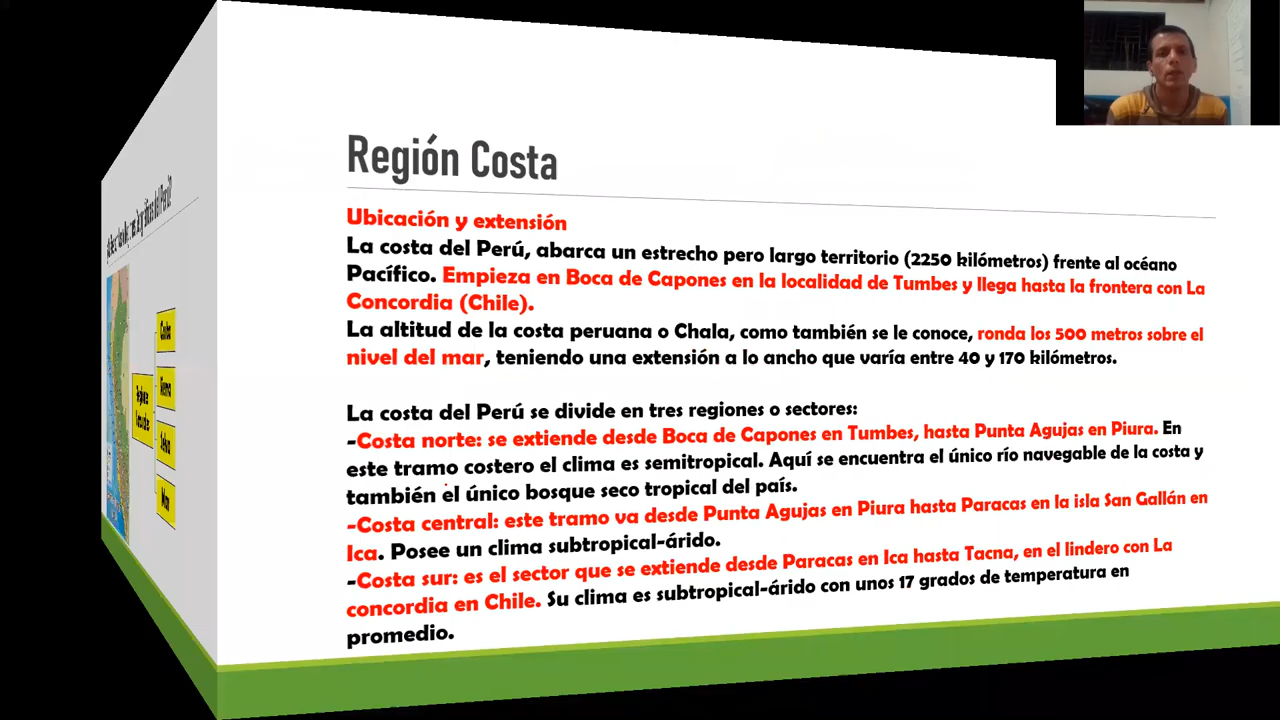 Región Costa
Ubicación y extensión
La costa del Perú, abarca un estrecho pero largo territorio (2250 kilómetros) frente al océano
Pacífico. Empieza en Boca de Capones en la localidad de Tumbes y llega hasta la frontera con La
Concordia (Chile).
La altitud de la costa peruana o Chala, como también se le conoce, ronda los 500 metros sobre el
nivel del mar, teniendo una extensión a lo ancho que varía entre 40 y 170 kilómetros.
La costa del Perú se divide en tres regiones o sectores:
-Costa norte: se extiende desde Boca de Capones en Tumbes, hasta Punta Agujas en Piura. En
este tramo costero el clima es semitropical. Aquí se encuentra el único río navegable de la costa y
también el único bosque seco tropical del país.
-Costa central: este tramo va desde Punta Agujas en Piura hasta Paracas en la isla San Gallán en
Ica. Posee un clima subtropical-árido.
-Costa sur: es el sector que se extiende desde Paracas en Ica hasta Tacna, en el lindero con La
concordia en Chile. Su clima es subtropical-árido con unos 17 grados de temperatura en
promedio.